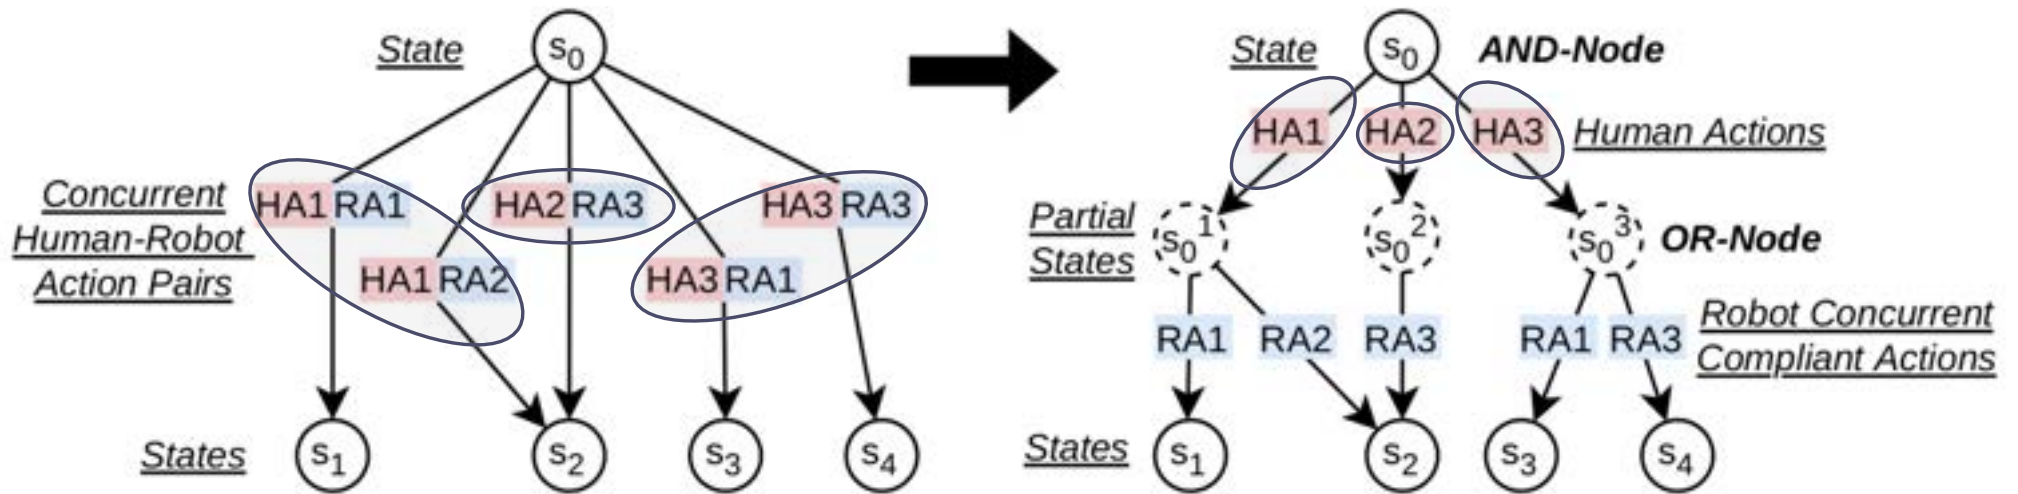 State
s0
HA1 RA1
HA2 RA3
HA3 RA3
Concurrent
Human-Robot
Action Pairs
HA1 RA2
HA3 RA1
States
s1
s2
s3
s4
State
s0
AND-Node
HA1
HA2
HA3
Human Actions
Partial
States
s0^1
s0^2
s0^3
OR-Node
RA1
RA2
RA3
RA1
RA3
Robot Concurrent
Compliant Actions
States
s1
s2
s3
s4